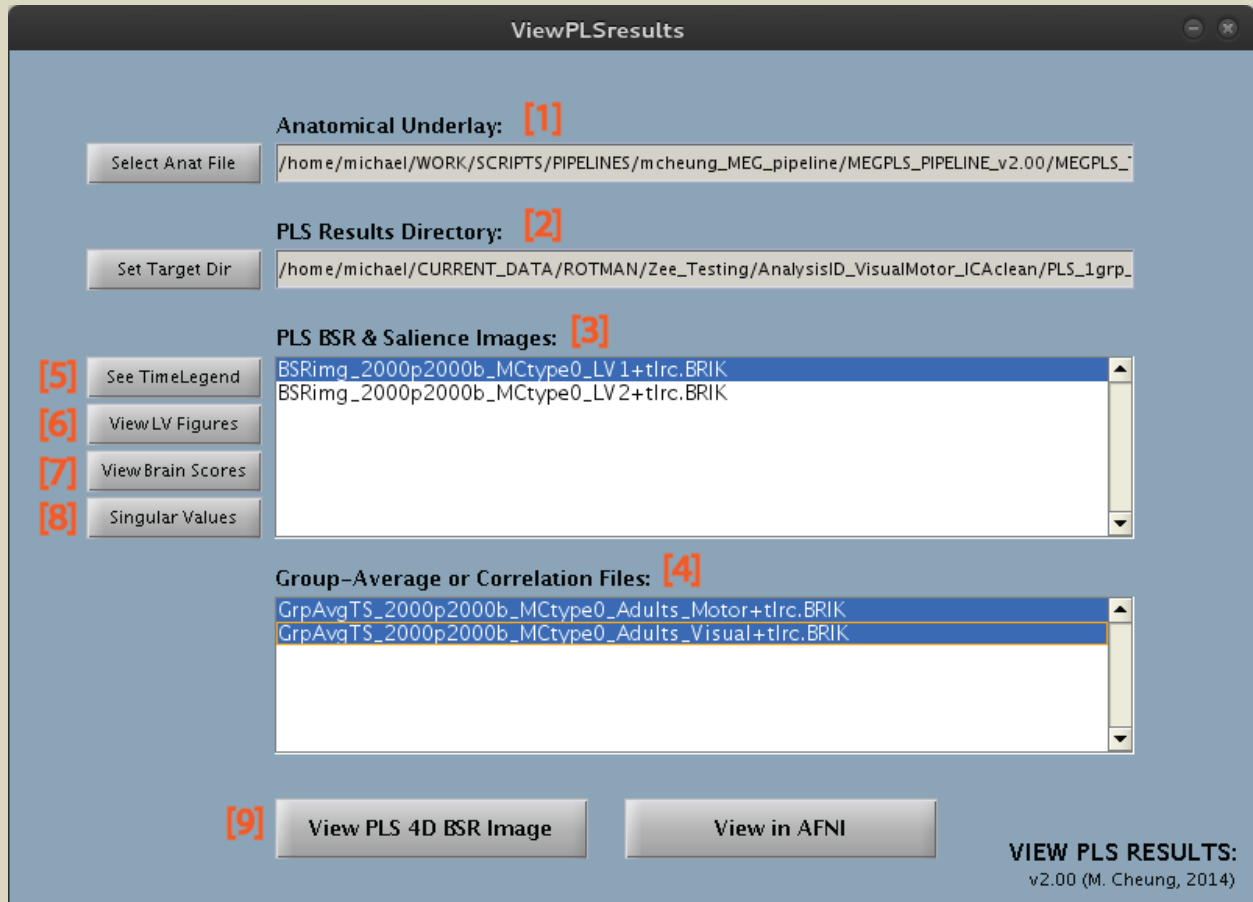 ViewPLSresults
Anatomical Underlay: [1]
Select Anat File
/home/michael/WORK/SCRIPTS/PIPELINES/mcheung_MEG_pipeline/MEGPLS_PIPELINE_v2.00/MEGPLS_
PLS Results Directory: [2]
Set Target Dir
/home/michael/CURRENT_DATA/ROTMAN/Zee_Testing/AnalysisID_VisualMotor_ICAclean/PLS_1grp_
PLS BSR & Salience Images: [3]
[5] See TimeLegend
[6] View LV Figures
[7] View Brain Scores
[8] Singular Values
BSRimg_2000p2000b_MCtype0_LV1+tlrc.BRIK
BSRimg_2000p2000b_MCtype0_LV2+tlrc.BRIK
Group-Average or Correlation Files: [4]
GrpAvgTS_2000p2000b_MCtype0_Adults_Motor+tlrc.BRIK
GrpAvgTS_2000p2000b_MCtype0_Adults_Visual+tlrc.BRIK
[9] View PLS 4D BSR Image
View in AFNI
VIEW PLS RESULTS:
v2.00 (M. Cheung, 2014)